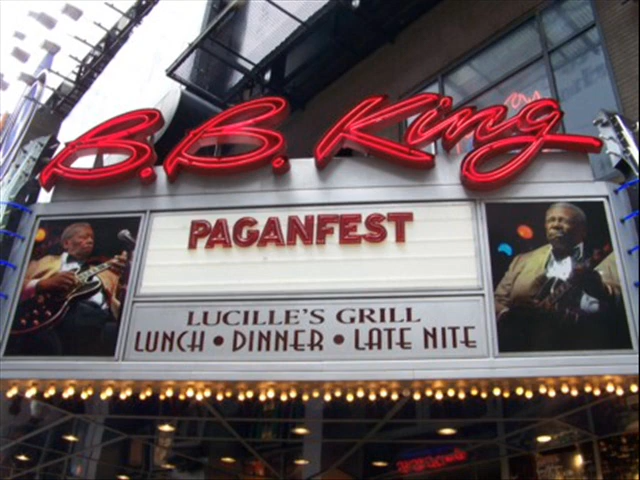 B.B. King
PAGANFEST
LUCILLE'S GRILL
LUNCH • DINNER • LATE NITE